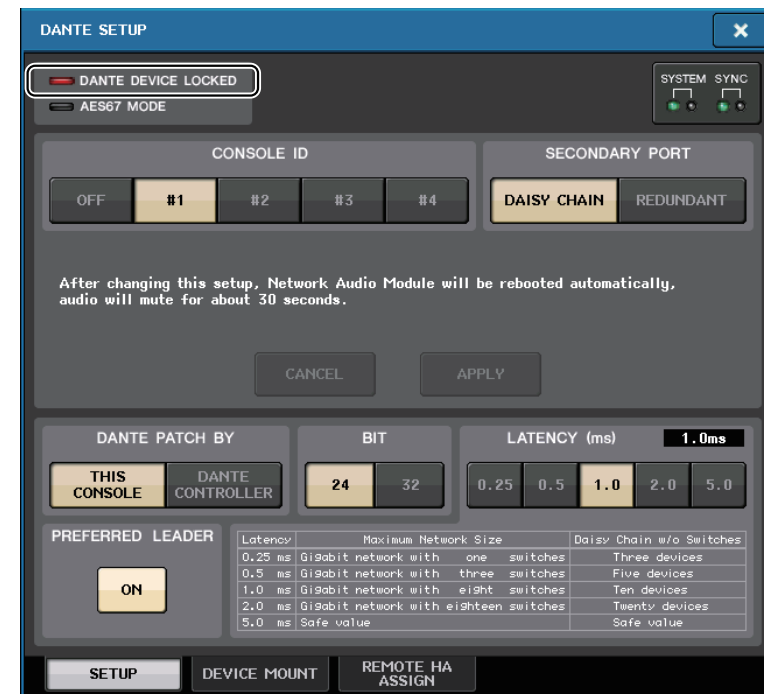 DANTE SETUP
DANTE DEVICE LOCKED
AES67 MODE
SYSTEM SYNC
CONSOLE ID
OFF #1 #2 #3 #4
SECONDARY PORT
DAISY CHAIN REDUNDANT
After changing this setup, Network Audio Module will be rebooted automatically,
audio will mute for about 30 seconds.
CANCEL APPLY
DANTE PATCH BY
THIS
CONSOLE
DANTE
CONTROLLER
BIT
24 32
LATENCY (ms) 1.0ms
0.25 0.5 1.0 2.0 5.0
PREFERRED LEADER
ON
Latency Maximum Network Size Daisy Chain w/o Switches
0.25 ms Gigabit network with one switches Three devices
0.5 ms Gigabit network with three switches Five devices
1.0 ms Gigabit network with eight switches Ten devices
2.0 ms Gigabit network with eighteen switches Twenty devices
5.0 ms Safe value Safe value
SETUP
DEVICE MOUNT
REMOTE HA
ASSIGN